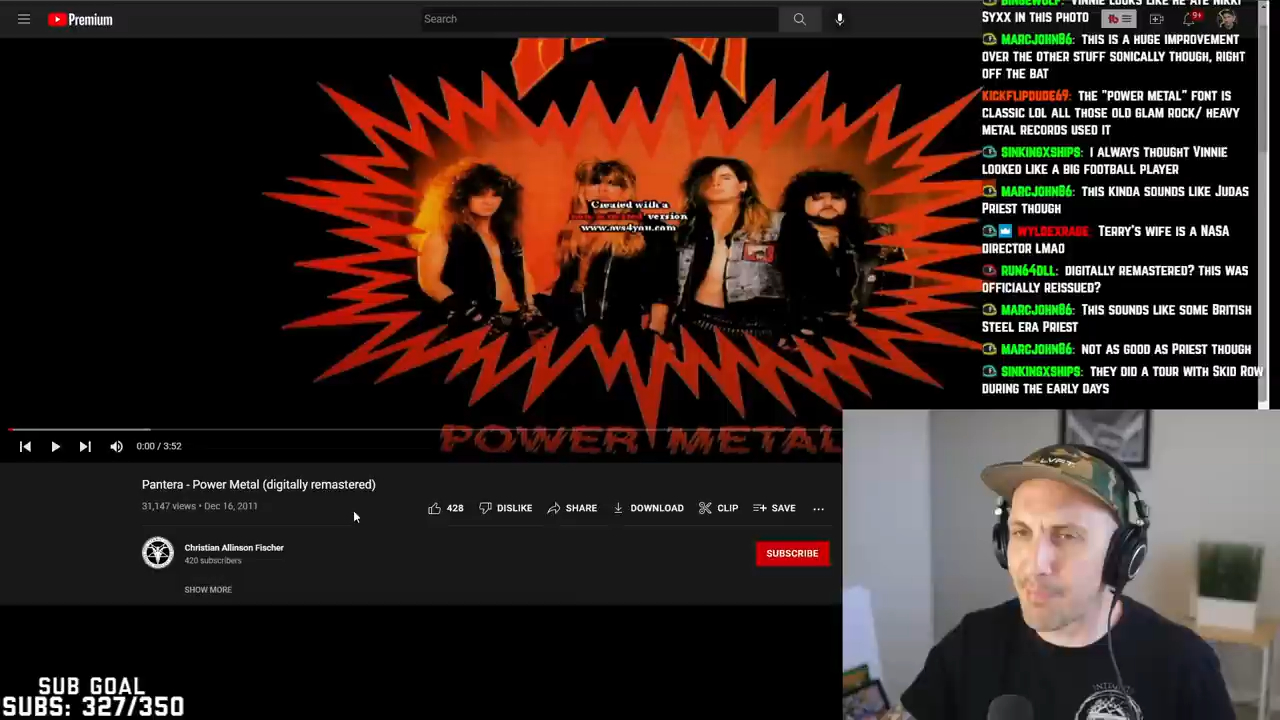 Premium
Search
9+
BINGEWOLF: VINNIE LOOKS LIKE HE ATE NIKKI
SYXX IN THIS PHOTO
MARCJOHN86: THIS IS A HUGE IMPROVEMENT
OVER THE OTHER STUFF SONICALLY THOUGH, RIGHT
OFF THE BAT
KICKFLIPDUDE69: THE "POWER METAL" FONT IS
CLASSIC LOL ALL THOSE OLD GLAM ROCK/ HEAVY
METAL RECORDS USED IT
SINKINGXSHIPS: I ALWAYS THOUGHT VINNIE
LOOKED LIKE A BIG FOOTBALL PLAYER
MARCJOHN86: THIS KINDA SOUNDS LIKE JUDAS
PRIEST THOUGH
WYLDEXRAGE TERRY'S WIFE IS A NASA
DIRECTOR LMAO
RUN64DLL: DIGITALLY REMASTERED? THIS WAS
OFFICIALLY REISSUED?
MARCJOHN86: THIS SOUNDS LIKE SOME BRITISH
STEEL ERA PRIEST
MARCJOHN86: NOT AS GOOD AS PRIEST THOUGH
SINKINGXSHIPS: THEY DID A TOUR WITH SKID ROW
DURING THE EARLY DAYS
Created with a
version
www.avs4you.com
POWER METAL
0:00 / 3:52
Pantera - Power Metal (digitally remastered)
31,147 views • Dec 16, 2011
428 DISLIKE SHARE DOWNLOAD CLIP SAVE ...
Christian Allinson Fischer
420 subscribers
SUBSCRIBE
SHOW MORE
SUB GOAL
SUBS: 327/350